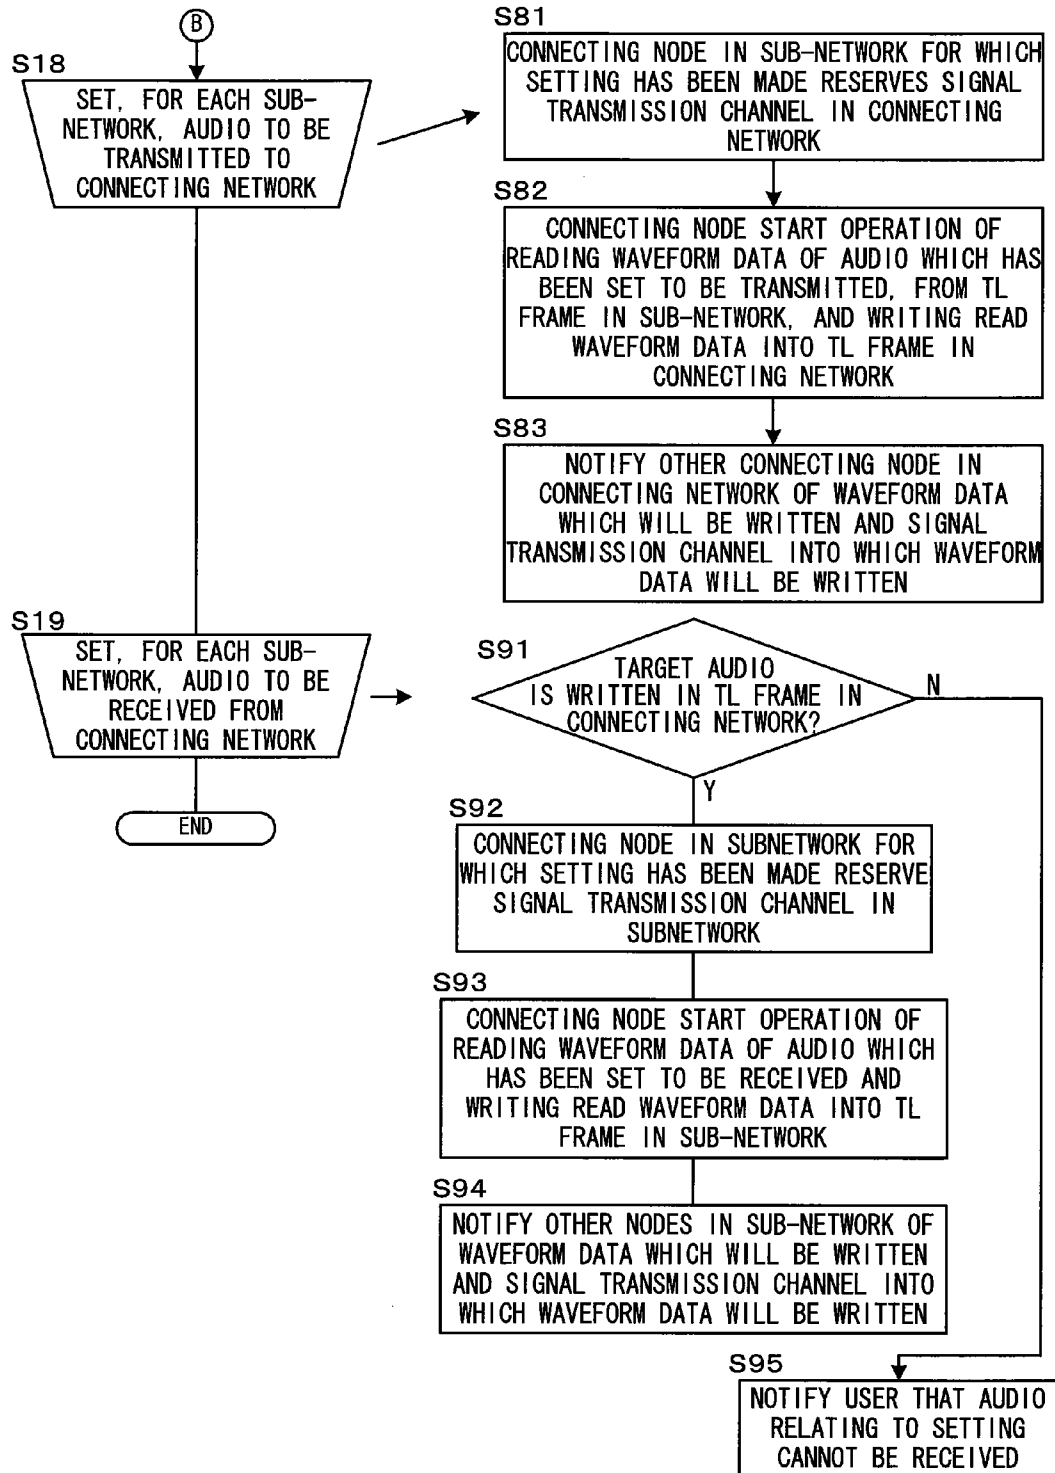 B
S18
SET, FOR EACH SUB-
NETWORK, AUDIO TO BE
TRANSMITTED TO
CONNECTING NETWORK
S81
CONNECTING NODE IN SUB-NETWORK FOR WHICH
SETTING HAS BEEN MADE RESERVES SIGNAL
TRANSMISSION CHANNEL IN CONNECTING
NETWORK
S82
CONNECTING NODE START OPERATION OF
READING WAVEFORM DATA OF AUDIO WHICH HAS
BEEN SET TO BE TRANSMITTED, FROM TL
FRAME IN SUB-NETWORK, AND WRITING READ
WAVEFORM DATA INTO TL FRAME IN
CONNECTING NETWORK
S83
NOTIFY OTHER CONNECTING NODE IN
CONNECTING NETWORK OF WAVEFORM DATA
WHICH WILL BE WRITTEN AND SIGNAL
TRANSMISSION CHANNEL INTO WHICH WAVEFORM
DATA WILL BE WRITTEN
S19
SET, FOR EACH SUB-
NETWORK, AUDIO TO BE
RECEIVED FROM
CONNECTING NETWORK
END
S91
TARGET AUDIO
IS WRITTEN IN TL FRAME IN
CONNECTING NETWORK?
N
Y
S92
CONNECTING NODE IN SUBNETWORK FOR
WHICH SETTING HAS BEEN MADE RESERVE
SIGNAL TRANSMISSION CHANNEL IN
SUBNETWORK
S93
CONNECTING NODE START OPERATION OF
READING WAVEFORM DATA OF AUDIO WHICH
HAS BEEN SET TO BE RECEIVED AND
WRITING READ WAVEFORM DATA INTO TL
FRAME IN SUB-NETWORK
S94
NOTIFY OTHER NODES IN SUB-NETWORK OF
WAVEFORM DATA WHICH WILL BE WRITTEN
AND SIGNAL TRANSMISSION CHANNEL INTO
WHICH WAVEFORM DATA WILL BE WRITTEN
S95
NOTIFY USER THAT AUDIO
RELATING TO SETTING
CANNOT BE RECEIVED